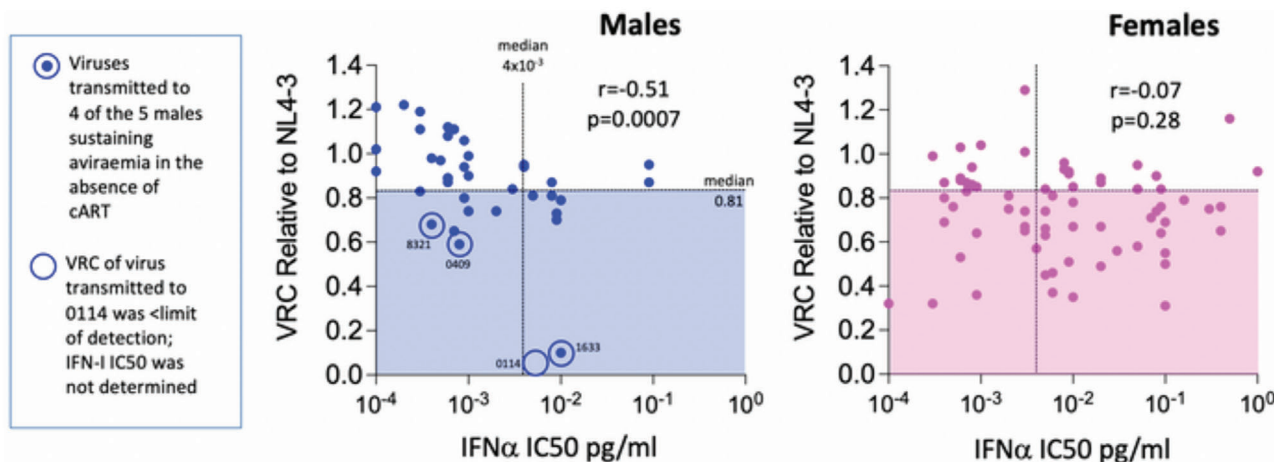 Viruses
transmitted to
4 of the 5 males
sustaining
aviraemia in the
absence of
cART
VRC of virus
transmitted to
0114 was <limit
of detection;
IFN-I IC50 was
not determined
Males
median
4x10⁻³
r=-0.51
p=0.0007
median
0.81
VRC Relative to NL4-3
1.4
1.2
1.0
0.8
0.6
0.4
0.2
0.0
8321
0409
0114
1633
10⁻⁴ 10⁻³ 10⁻² 10⁻¹ 10⁰
IFNα IC50 pg/ml
Females
r=-0.07
p=0.28
VRC Relative to NL4-3
1.4
1.2
1.0
0.8
0.6
0.4
0.2
0.0
10⁻⁴ 10⁻³ 10⁻² 10⁻¹ 10⁰
IFNα IC50 pg/ml